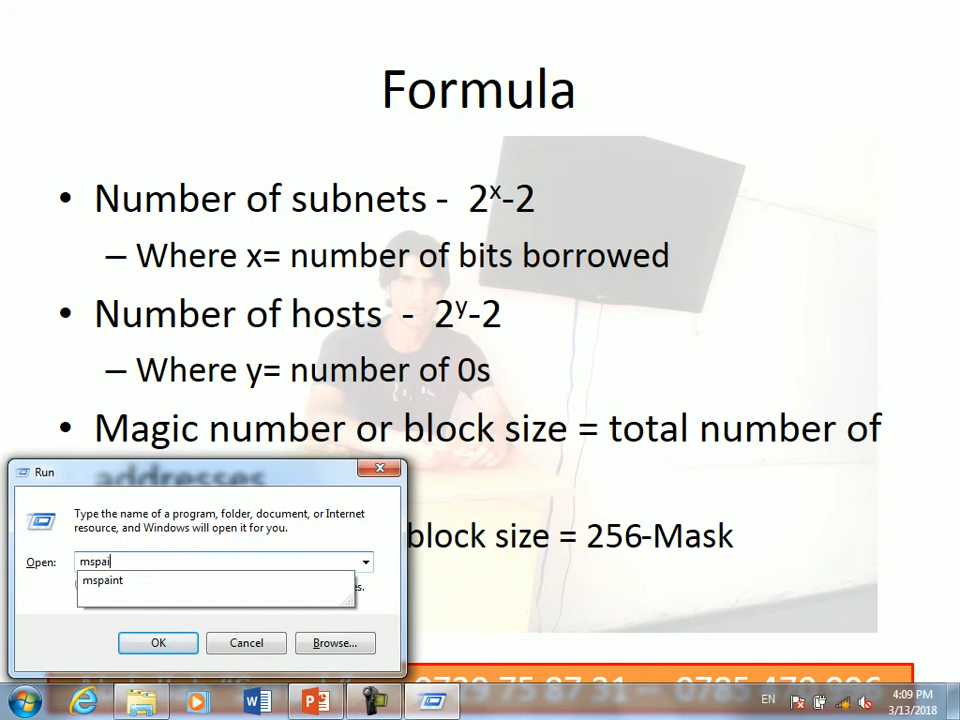 Formula
• Number of subnets - 2ˣ-2
– Where x= number of bits borrowed
• Number of hosts - 2ʸ-2
– Where y= number of 0s
• Magic number or block size = total number of
addresses
block size = 256-Mask
Run
Type the name of a program, folder, document, or Internet
resource, and Windows will open it for you.
Open: mspai
mspaint
OK Cancel Browse...
EN
4:09 PM
3/13/2018